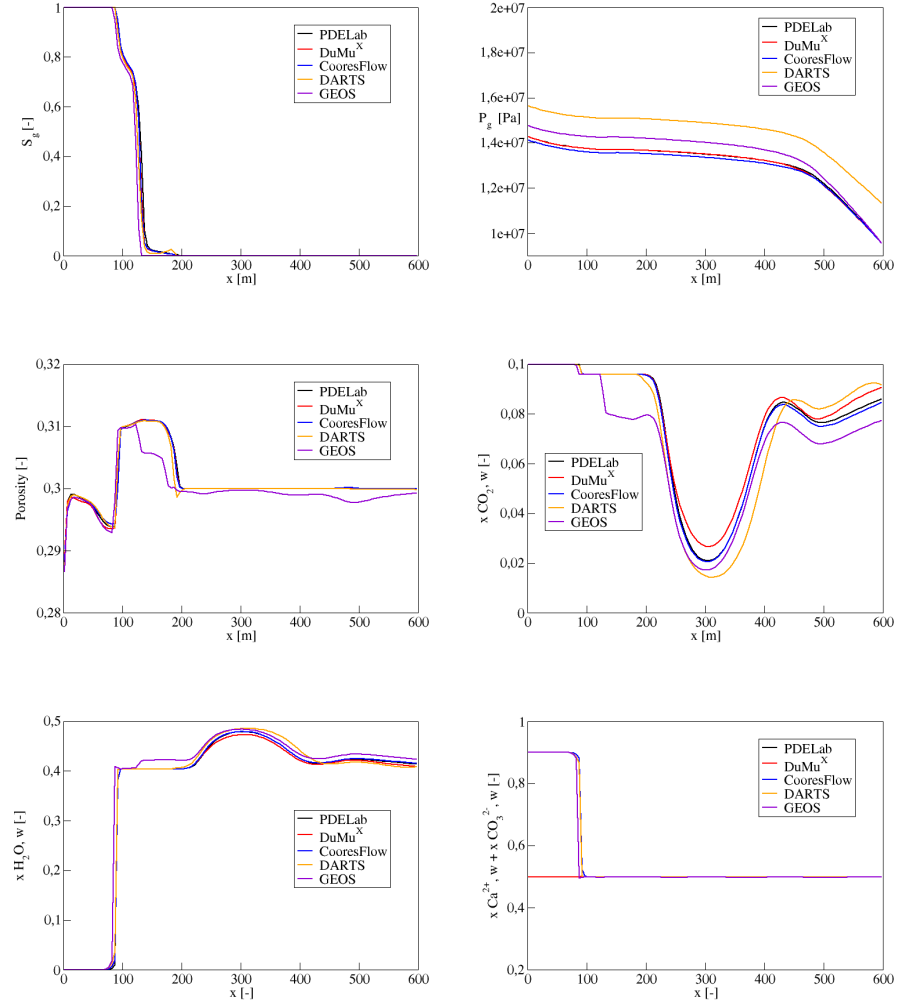 1
0,8
0,6
0,4
0,2
0
S_g [-]
0 100 200 300 400 500 600
x [m]
PDELab
DuMu^X
CooresFlow
DARTS
GEOS
2e+07
1,8e+07
1,6e+07
P_g [Pa]
1,4e+07
1,2e+07
1e+07
0 100 200 300 400 500 600
x [m]
PDELab
DuMu^X
CooresFlow
DARTS
GEOS
0,32
0,31
0,3
0,29
0,28
Porosity [-]
0 100 200 300 400 500 600
x [m]
PDELab
DuMu^X
CooresFlow
DARTS
GEOS
0,1
0,08
0,06
0,04
0,02
0
x CO_2, w [-]
0 100 200 300 400 500 600
x [m]
PDELab
DuMu^X
CooresFlow
DARTS
GEOS
0,5
0,4
0,3
0,2
0,1
0
x H_2O, w [-]
0 100 200 300 400 500 600
x [-]
PDELab
DuMu^X
CooresFlow
DARTS
GEOS
1
0,8
0,6
0,4
0,2
x Ca^2+, w + x CO_3^2-, w [-]
0 100 200 300 400 500 600
x [m]
PDELab
DuMu^X
CooresFlow
DARTS
GEOS